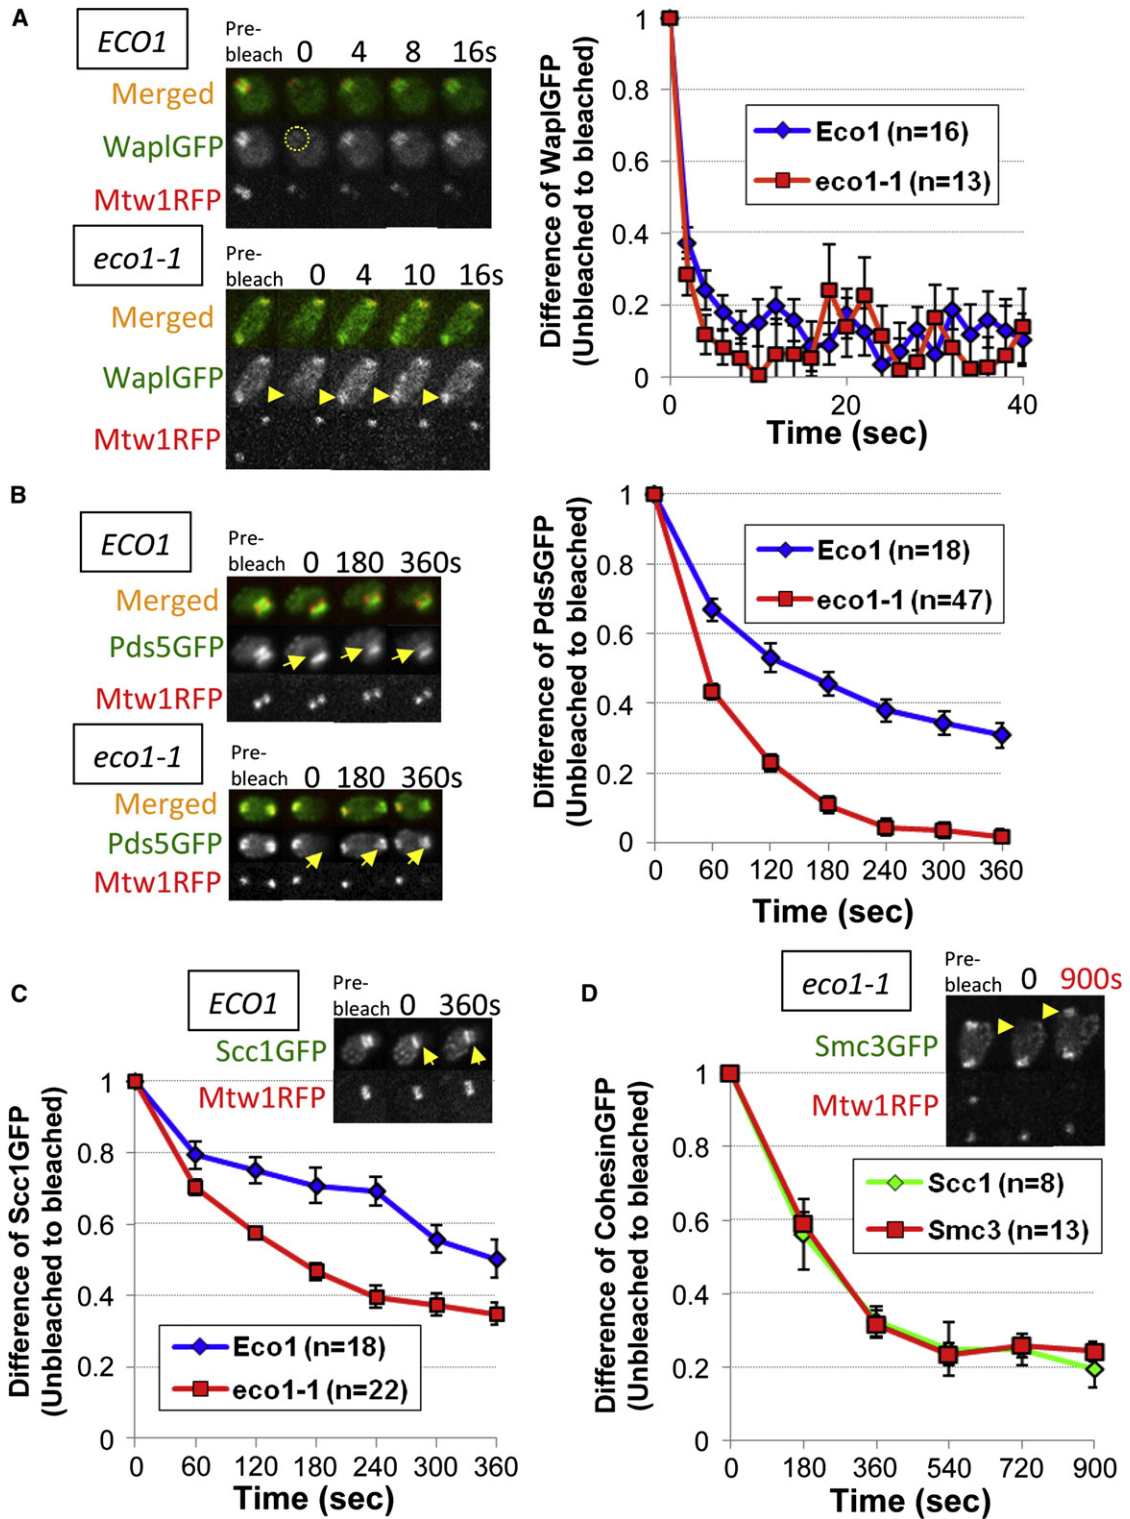 A
ECO1
Pre-
bleach 0 4 8 16s
Merged
WaplGFP
Mtw1RFP
eco1-1
Pre-
bleach 0 4 10 16s
Merged
WaplGFP
Mtw1RFP
Difference of WaplGFP
(Unbleached to bleached)
1
0.8
0.6
0.4
0.2
0
Eco1 (n=16)
eco1-1 (n=13)
0 20 40
Time (sec)
B
ECO1
Pre-
bleach 0 180 360s
Merged
Pds5GFP
Mtw1RFP
eco1-1
Pre-
bleach 0 180 360s
Merged
Pds5GFP
Mtw1RFP
Difference of Pds5GFP
(Unbleached to bleached)
1
0.8
0.6
0.4
0.2
0
Eco1 (n=18)
eco1-1 (n=47)
0 60 120 180 240 300 360
Time (sec)
C
ECO1
Pre-
bleach 0 360s
Scc1GFP
Mtw1RFP
Difference of Scc1GFP
(Unbleached to bleached)
1
0.8
0.6
0.4
0.2
0
Eco1 (n=18)
eco1-1 (n=22)
0 60 120 180 240 300 360
Time (sec)
D
eco1-1
Pre-
bleach 0 900s
Smc3GFP
Mtw1RFP
Difference of CohesinGFP
(Unbleached to bleached)
1
0.8
0.6
0.4
0.2
0
Scc1 (n=8)
Smc3 (n=13)
0 180 360 540 720 900
Time (sec)